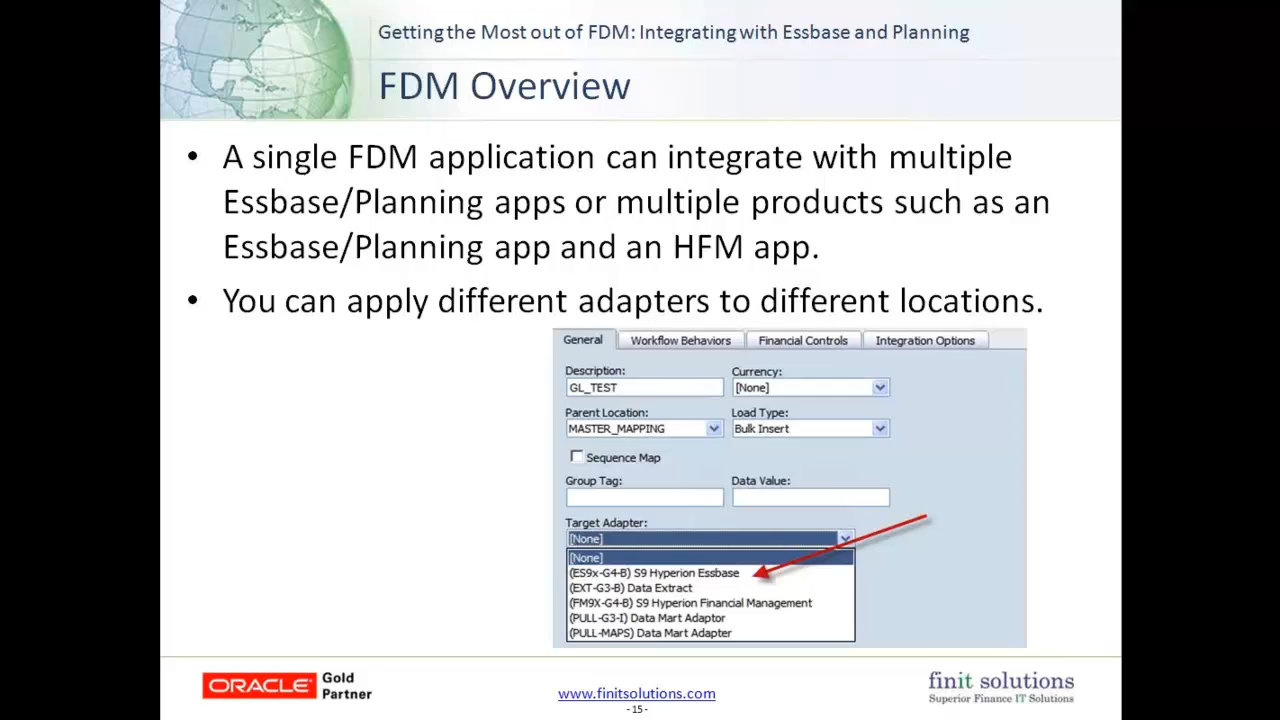 Getting the Most out of FDM: Integrating with Essbase and Planning
FDM Overview
• A single FDM application can integrate with multiple
Essbase/Planning apps or multiple products such as an
Essbase/Planning app and an HFM app.
• You can apply different adapters to different locations.
General Workflow Behaviors Financial Controls Integration Options
Description: Currency:
GL_TEST [None]
Parent Location: Load Type:
MASTER_MAPPING Bulk Insert
Sequence Map
Group Tag: Data Value:
Target Adapter:
[None]
[None]
(ES9x-G4-B) S9 Hyperion Essbase
(EXT-G3-B) Data Extract
(FM9X-G4-B) S9 Hyperion Financial Management
(PULL-G3-I) Data Mart Adaptor
(PULL-MAPS) Data Mart Adapter
ORACLE Gold
Partner
www.finitsolutions.com
- 15 -
finit solutions
Superior Finance IT Solutions